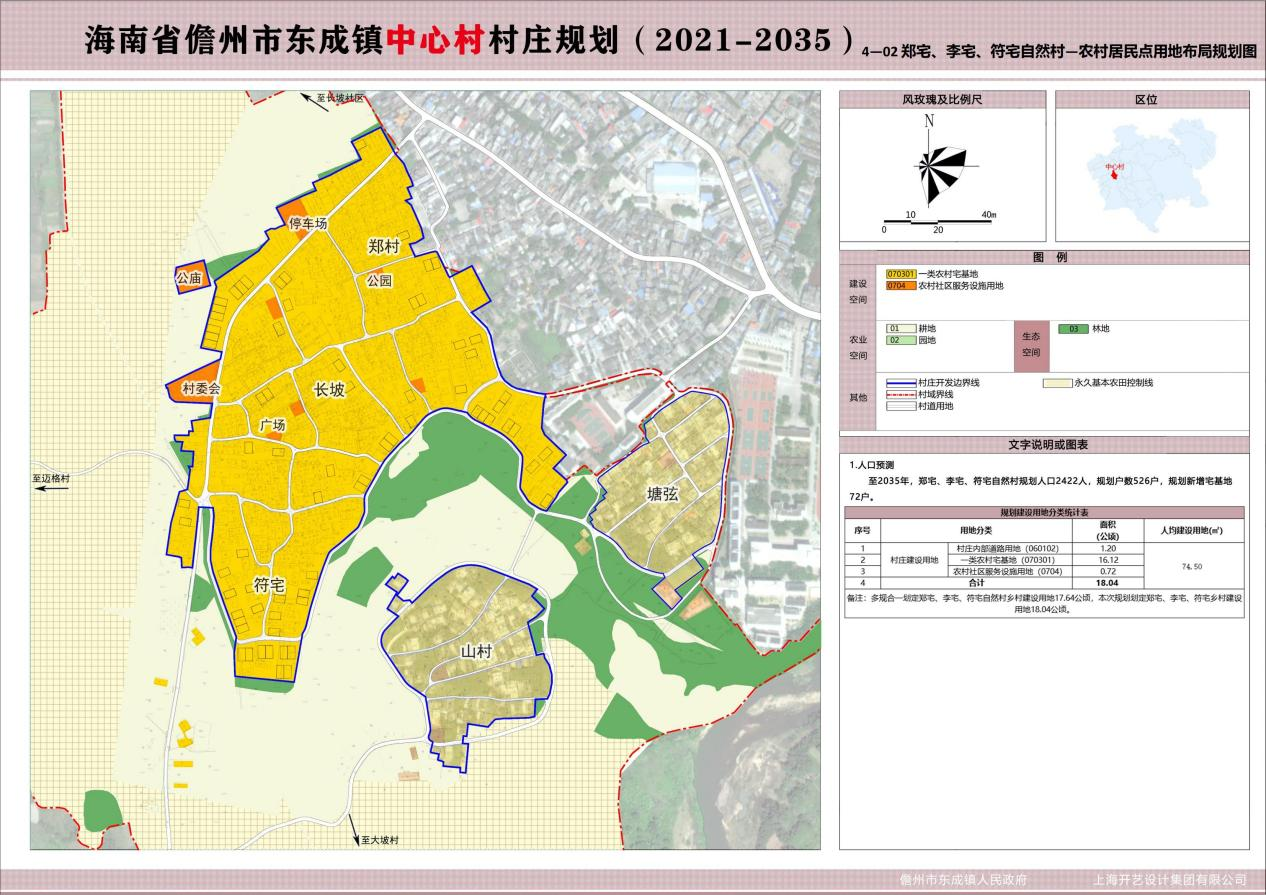 海南省儋州市东成镇中心村村庄规划（2021-2035）
4—02 郑宅、李宅、符宅自然村—农村居民点用地布局规划图
至长坡社区
停车场
郑村
公庙
公园
村委会
长坡
广场
至迈格村
塘弦
符宅
山村
至大坡村
风玫瑰及比例尺
N
10 40m
0 20
区位
中心村
图 例
建设空间
070301 一类农村宅基地
0704 农村社区服务设施用地
农业空间
01 耕地
02 园地
生态空间
03 林地
其他
村庄开发边界线
永久基本农田控制线
村域界线
村道用地
文字说明或图表
1.人口预测
至2035年，郑宅、李宅、符宅自然村规划人口2422人，规划户数526户，规划新增宅基地
72户。
规划建设用地分类统计表
序号 用地分类 面积(公顷) 人均建设用地(㎡)
1 村庄建设用地 村庄内部道路用地（060102） 1.20 74.50
2 一类农村宅基地（070301） 16.12
3 农村社区服务设施用地（0704） 0.72
4 合计 18.04
备注：多规合一划定郑宅、李宅、符宅自然村乡村建设用地17.64公顷，本次规划划定郑宅、李宅、符宅乡村建设
用地18.04公顷。
儋州市东成镇人民政府
上海开艺设计集团有限公司